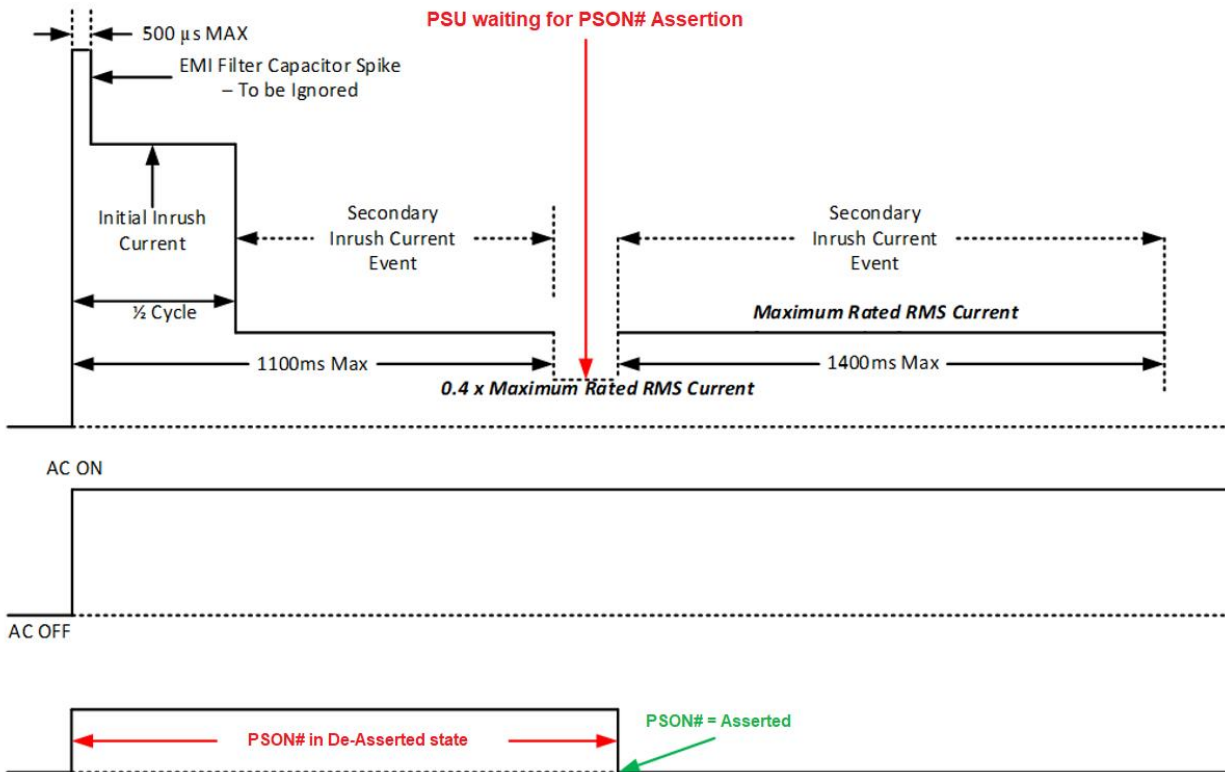 PSU waiting for PSON# Assertion
500 µs MAX
EMI Filter Capacitor Spike
– To be Ignored
Initial Inrush
Current
Secondary
Inrush Current
Event
Secondary
Inrush Current
Event
½ Cycle
Maximum Rated RMS Current
1100ms Max
1400ms Max
0.4 x Maximum Rated RMS Current
AC ON
AC OFF
PSON# = Asserted
PSON# in De-Asserted state